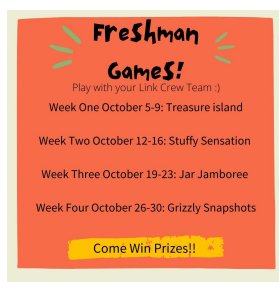 Freshman
Games!
Play with your Link Crew Team :)
Week One October 5-9: Treasure island
Week Two October 12-16: Stuffy Sensation
Week Three October 19-23: Jar Jamboree
Week Four October 26-30: Grizzly Snapshots
Come Win Prizes!!